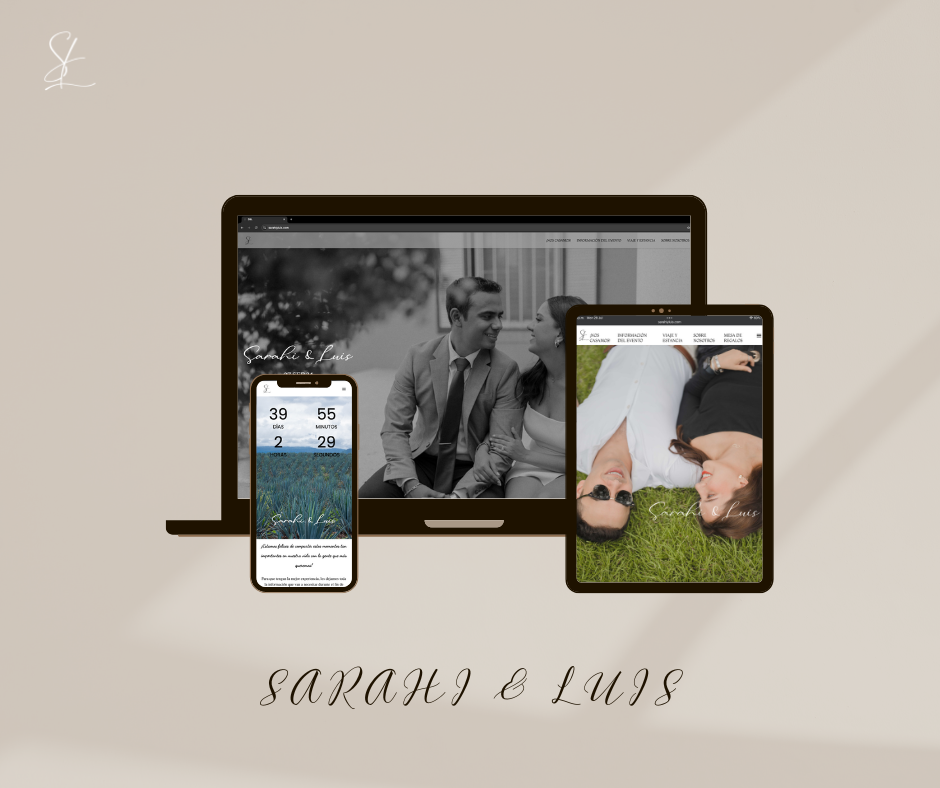 SL
¡NOS CASAMOS INFORMACIÓN DEL EVENTO VIAJE Y ESTANCIA SOBRE NOSOTROS
Sarahi & Luis
¡NOS CASAMOS
INFORMACIÓN DEL EVENTO
VIAJE Y ESTANCIA
SOBRE NOSOTROS
MESA DE REGALOS
Sarahi & Luis
39 55
DÍAS MINUTOS
2 29
HORAS SEGUNDOS
Sarahi & Luis
¡Estamos felices de compartir estos momentos tan
importantes en nuestra vida con la gente que más
queremos!
Para que tengas la mejor experiencia, les dejamos toda
la información que van a necesitar durante el fin de
SARAHI & LUIS